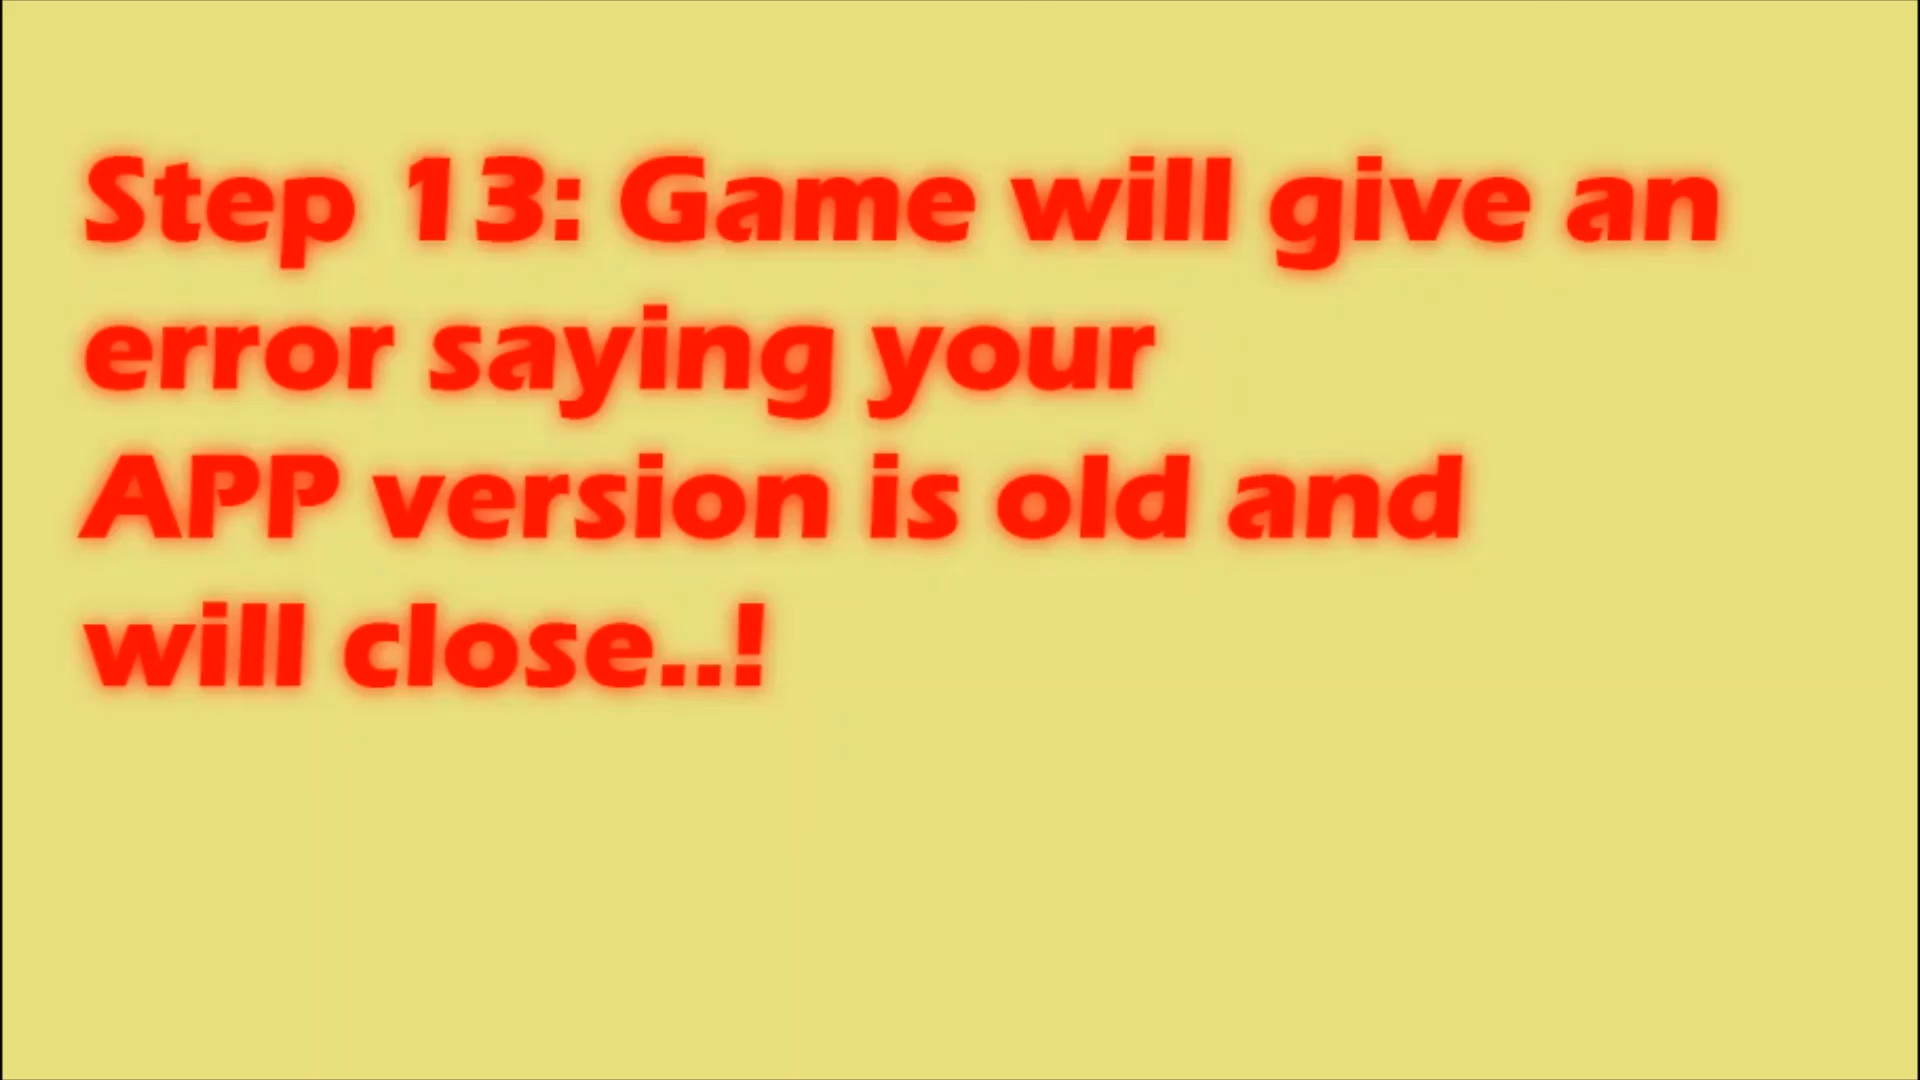 Step 13: Game will give an
error saying your
APP version is old and
will close..!